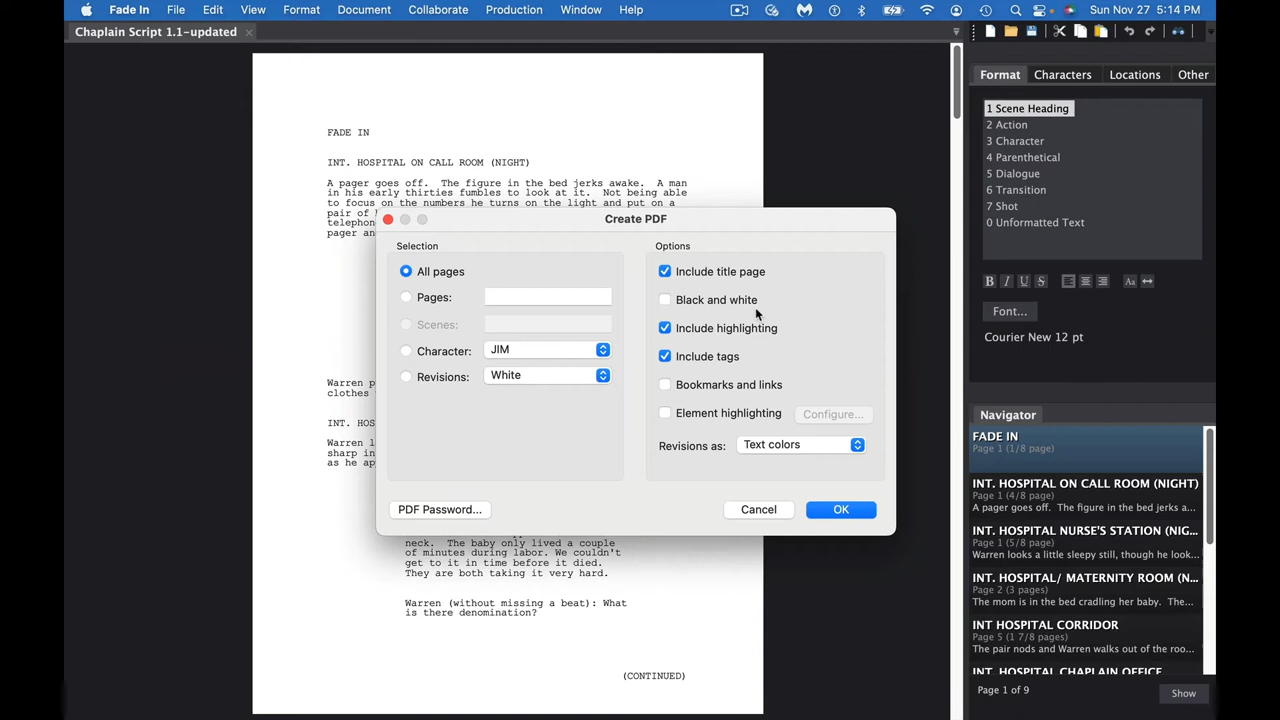 Fade In File Edit View Format Document Collaborate Production Window Help Sun Nov 27 5:14 PM
Chaplain Script 1.1-updated
FADE IN
INT. HOSPITAL ON CALL ROOM (NIGHT)
A pager goes off. The figure in the bed jerks awake. A man
in his early thirties fumbles to look at it. Not being able
to focus on the numbers he turns on the light and put on a
pair of
telephon
pager an
Warren p
clothes
INT. HOS
Warren l
sharp in
as he ap
neck. The baby only lived a couple
of minutes during labor. We couldn't
get to it in time before it died.
They are both taking it very hard.
Warren (without missing a beat): What
is there denomination?
(CONTINUED)
Create PDF
Selection
All pages
Pages:
Scenes:
Character: JIM
Revisions: White
Options
Include title page
Black and white
Include highlighting
Include tags
Bookmarks and links
Element highlighting Configure...
Revisions as: Text colors
PDF Password... Cancel OK
Format Characters Locations Other
1 Scene Heading
2 Action
3 Character
4 Parenthetical
5 Dialogue
6 Transition
7 Shot
0 Unformatted Text
B I U S Aa
Font...
Courier New 12 pt
Navigator
FADE IN
Page 1 (1/8 page)
INT. HOSPITAL ON CALL ROOM (NIGHT)
Page 1 (4/8 page)
A pager goes off. The figure in the bed jerks a...
INT. HOSPITAL NURSE'S STATION (NIG...
Page 1 (5/8 page)
Warren looks a little sleepy still, though he look...
INT. HOSPITAL/ MATERNITY ROOM (N...
Page 2 (3 pages)
The mom is in the bed cradling her baby. The...
INT HOSPITAL CORRIDOR
Page 5 (1 7/8 pages)
The pair nods and Warren walks out of the roo...
INT. HOSPITAL CHAPLAIN OFFICE
Page 1 of 9 Show